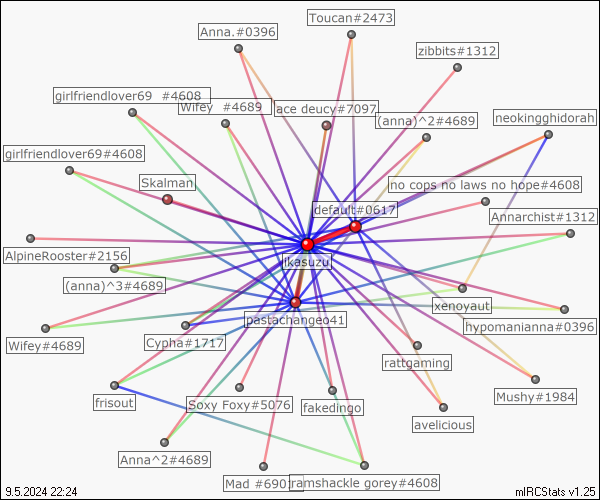 Toucan#2473
Anna.#0396
zibbits#1312
girlfriendlover69 #4608
Wifey #4689
ace deucy#7097
(anna)^2#4689
neokingghidorah
girlfriendlover69#4608
Skalman
no cops no laws no hope#4608
default#0617
Annarchist#1312
AlpineRooster#2156
ikasuzu
(anna)^3#4689
xenoyaut
pastachangeo41
hypomanianna#0396
Wifey#4689
Cypha#1717
rattgaming
frisout
Soxy Foxy#5076
fakedingo
Mushy#1984
avelicious
Anna^2#4689
Mad #6901
ramshackle gorey#4608
9.5.2024 22:24
mIRCStats v1.25